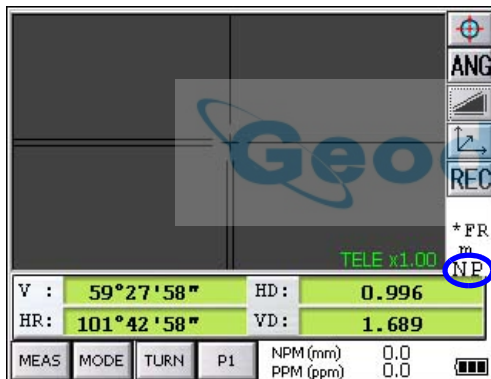 ANG
Geo
REC
*FR
m
TELE x1.00
NP
V : 59°27'58" HD: 0.996
HR: 101°42'58" VD: 1.689
MEAS MODE TURN P1 NPM (mm) 0.0
PPM (ppm) 0.0